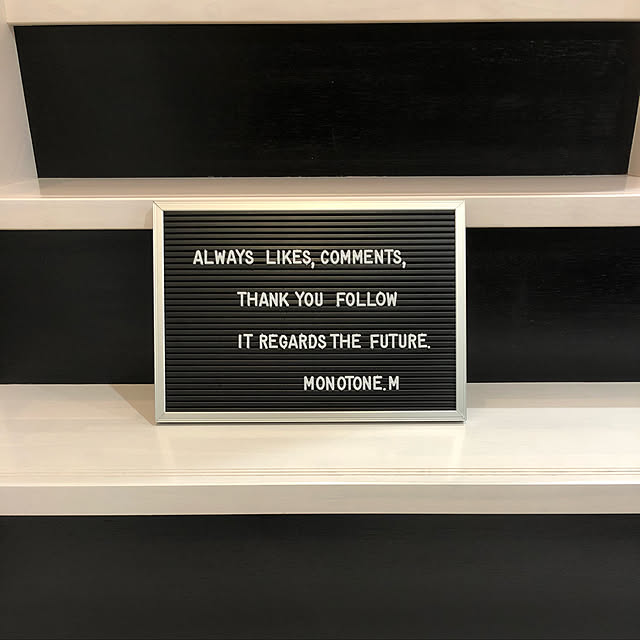 ALWAYS LIKES, COMMENTS,
THANK YOU FOLLOW
IT REGARDS THE FUTURE.
MONOTONE.M